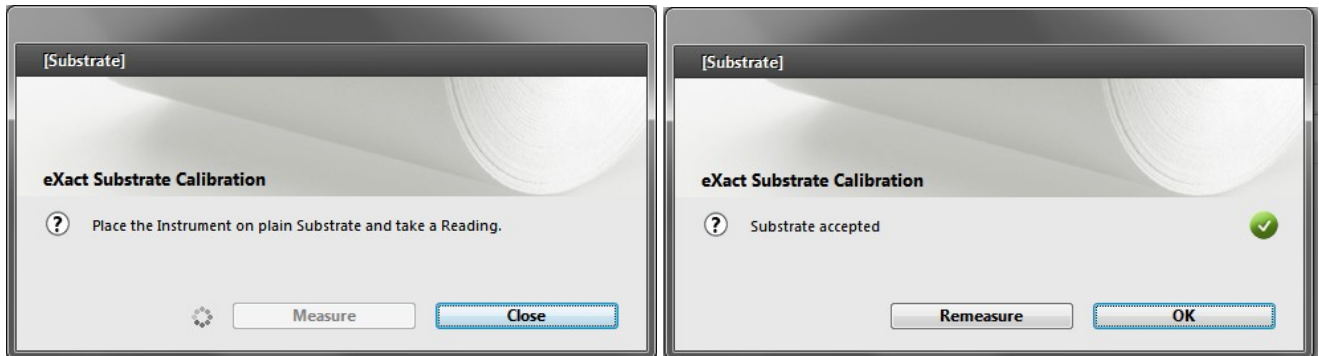 [Substrate]
eXact Substrate Calibration
? Place the Instrument on plain Substrate and take a Reading.
Measure Close
[Substrate]
eXact Substrate Calibration
? Substrate accepted
Remeasure OK